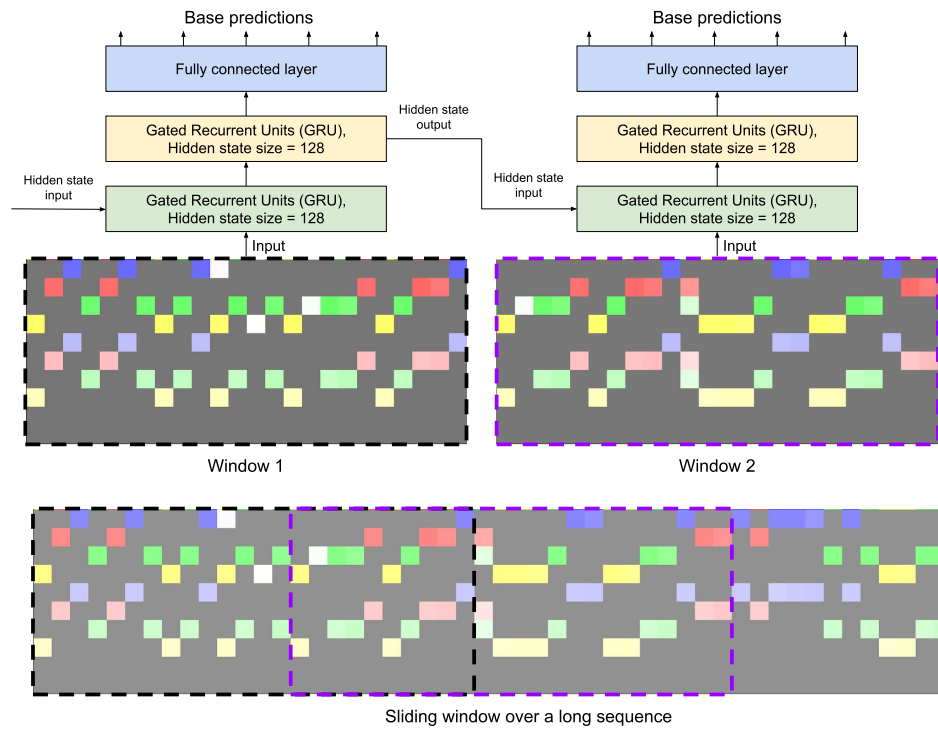 Base predictions
Fully connected layer
Gated Recurrent Units (GRU),
Hidden state size = 128
Hidden state
input
Gated Recurrent Units (GRU),
Hidden state size = 128
Input
Window 1
Hidden state
output
Base predictions
Fully connected layer
Gated Recurrent Units (GRU),
Hidden state size = 128
Hidden state
input
Gated Recurrent Units (GRU),
Hidden state size = 128
Input
Window 2
Sliding window over a long sequence